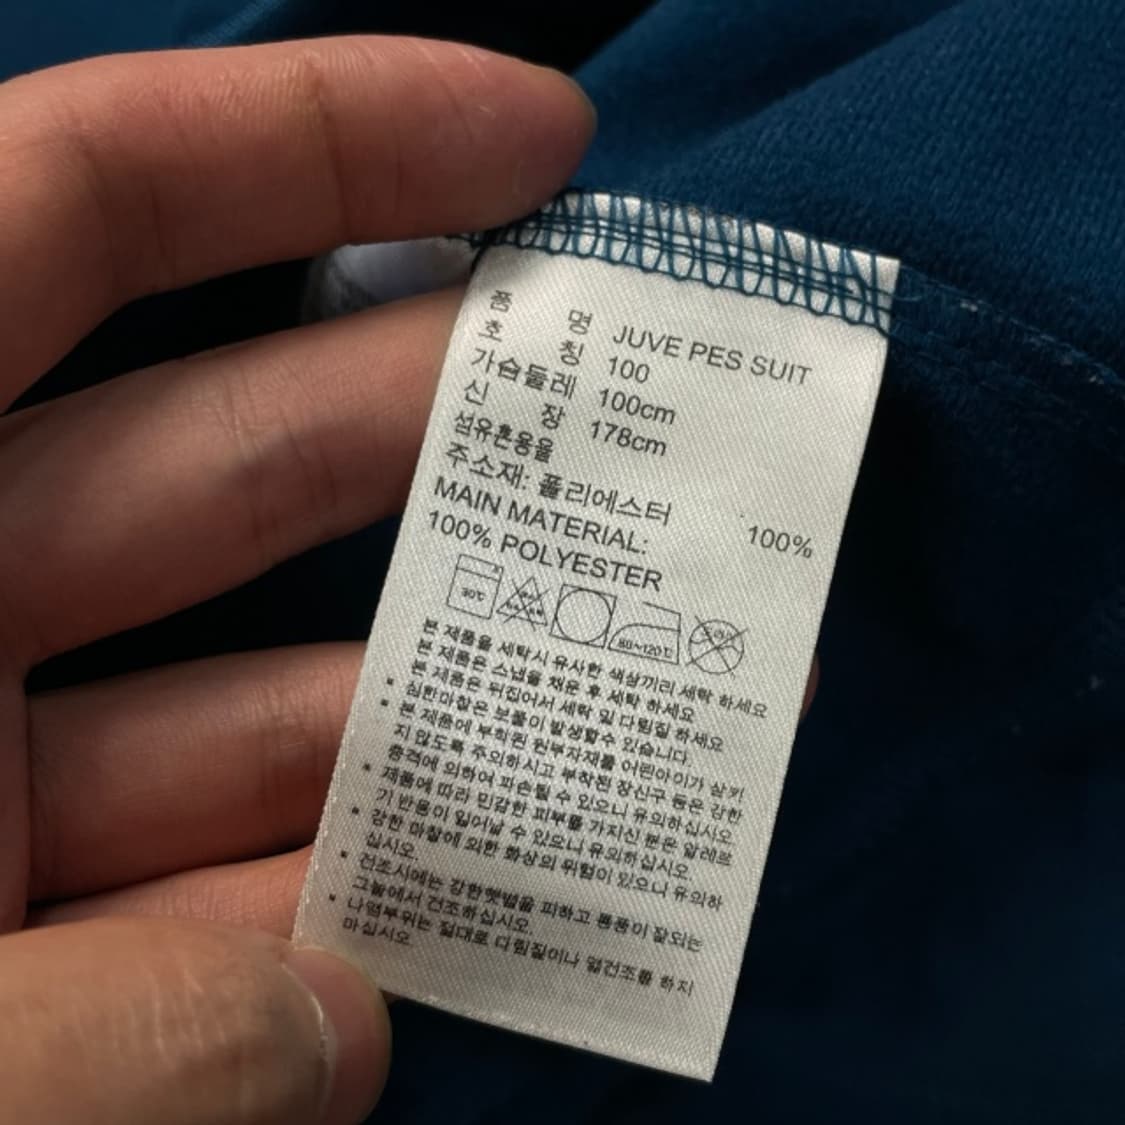 품 명 JUVE PES SUIT
호 칭 100
가슴둘레 100cm
신 장 178cm
섬유혼용율
주소재: 폴리에스터 100%
MAIN MATERIAL:
100% POLYESTER
30℃ 80~120℃ 드라이
본 제품을 세탁시 유사한 색상끼리 세탁 하세요
본 제품은 스냅을 채운 후 세탁 하세요
본 제품은 뒤집어서 세탁 및 다림질 하세요
* 심한마찰은 보풀이 발생할수 있습니다.
* 본 제품에 부착된 원부자재를 어린아이가 삼키
지 않도록 주의하시고 부착된 장신구 등은 강한
충격에 의하여 파손될 수 있으니 유의하십시오
* 제품에 따라 민감한 피부를 가지신 분은 알레르
기 반응이 일어날 수 있으니 유의하십시오.
* 강한 마찰에 의한 화상의 위험이 있으니 유의하
십시오.
* 건조시에는 강한햇볕을 피하고 통풍이 잘되는
그늘에서 건조하십시오
* 나염부위는 절대로 다림질이나 열건조를 하지
마십시오.